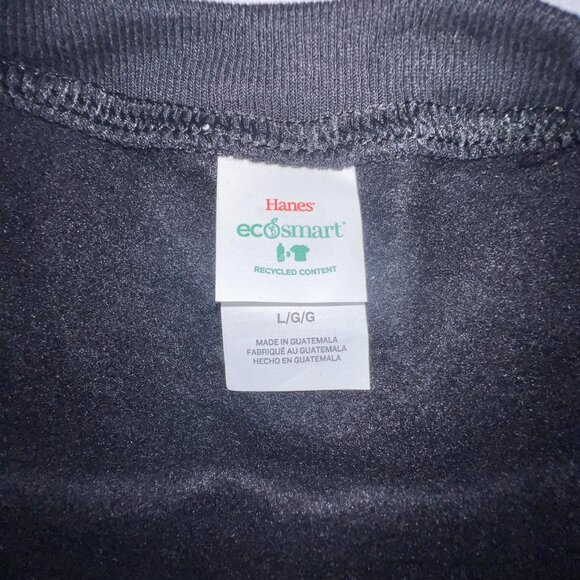 Hanes
ecosmart
RECYCLED CONTENT
L/G/G
MADE IN GUATEMALA
FABRIQUÉ AU GUATEMALA
HECHO EN GUATEMALA